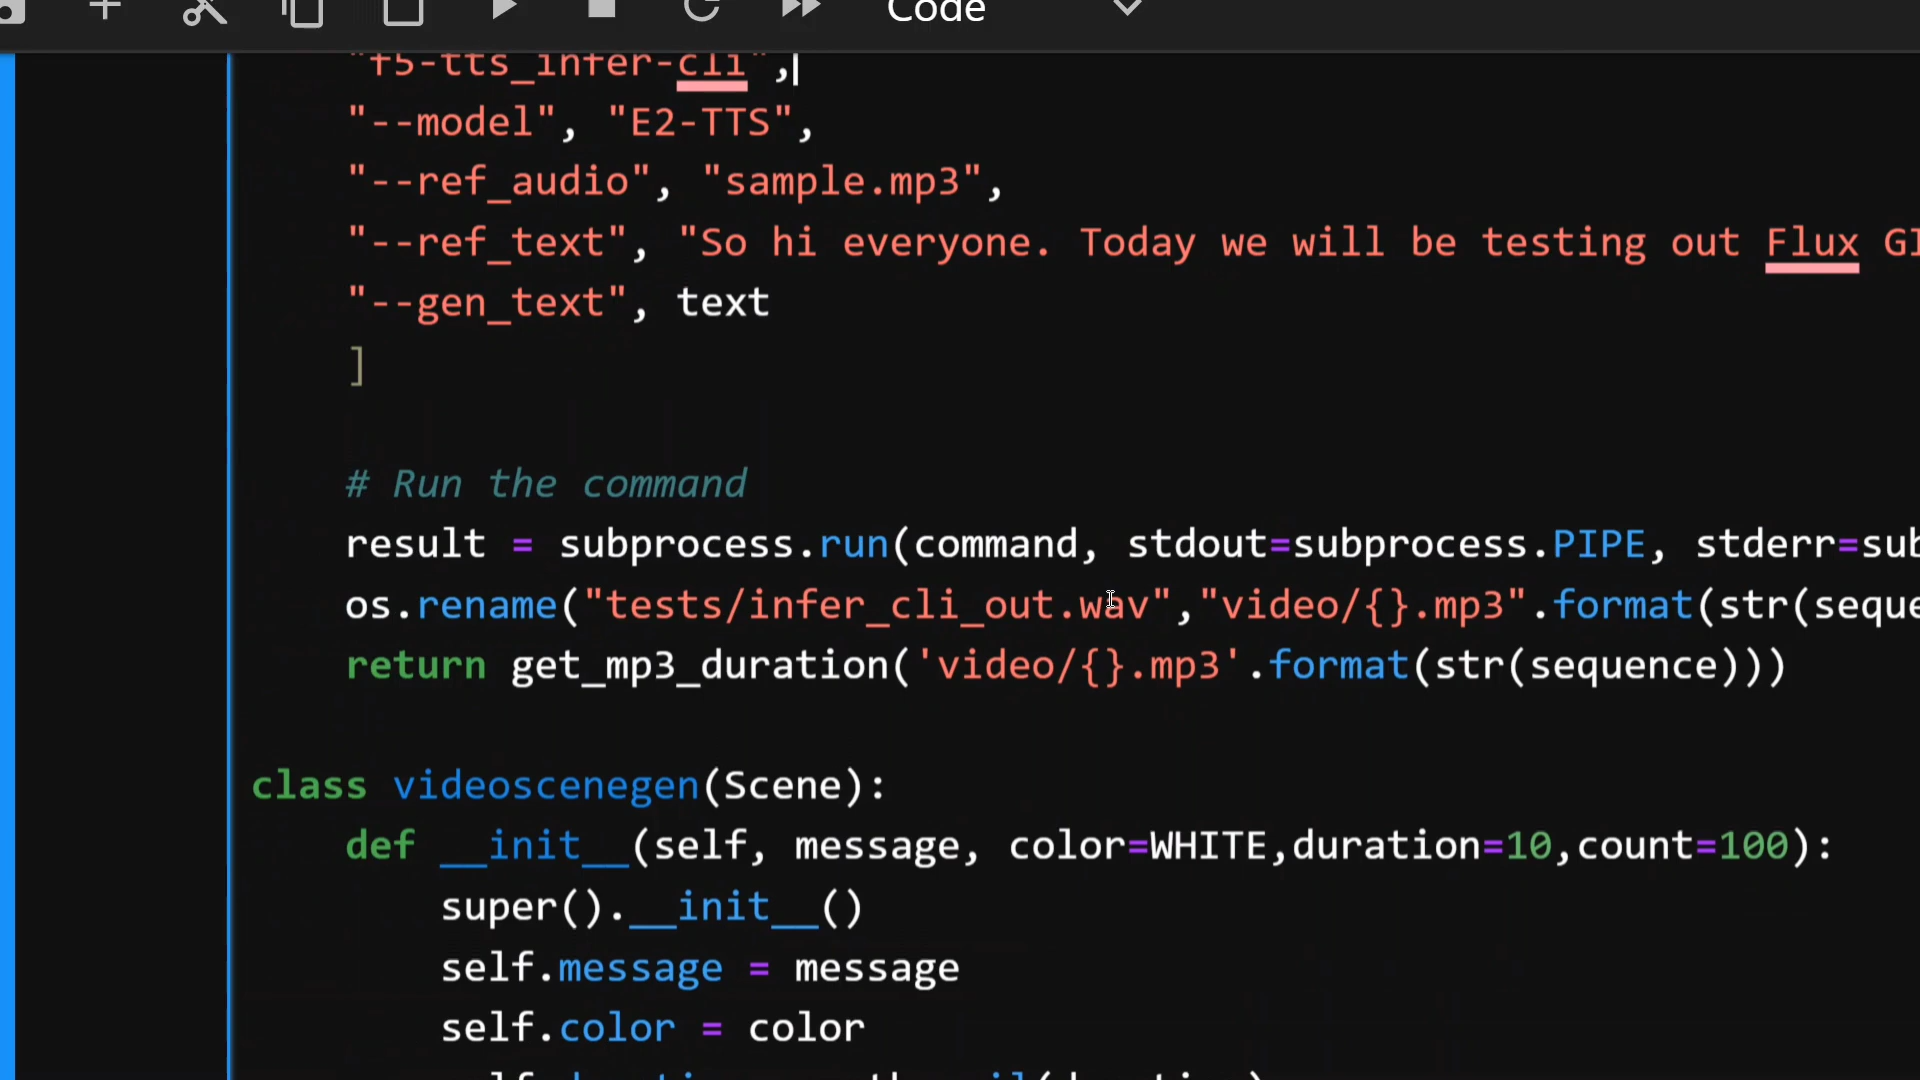 Code
"f5-tts_infer-cli",
"--model", "E2-TTS",
"--ref_audio", "sample.mp3",
"--ref_text", "So hi everyone. Today we will be testing out Flux
"--gen_text", text
]
# Run the command
result = subprocess.run(command, stdout=subprocess.PIPE, stderr=sub
os.rename("tests/infer_cli_out.wav","video/{}.mp3".format(str(seque
return get_mp3_duration('video/{}.mp3'.format(str(sequence)))
class videoscenegen(Scene):
def __init__(self, message, color=WHITE,duration=10,count=100):
super().__init__()
self.message = message
self.color = color